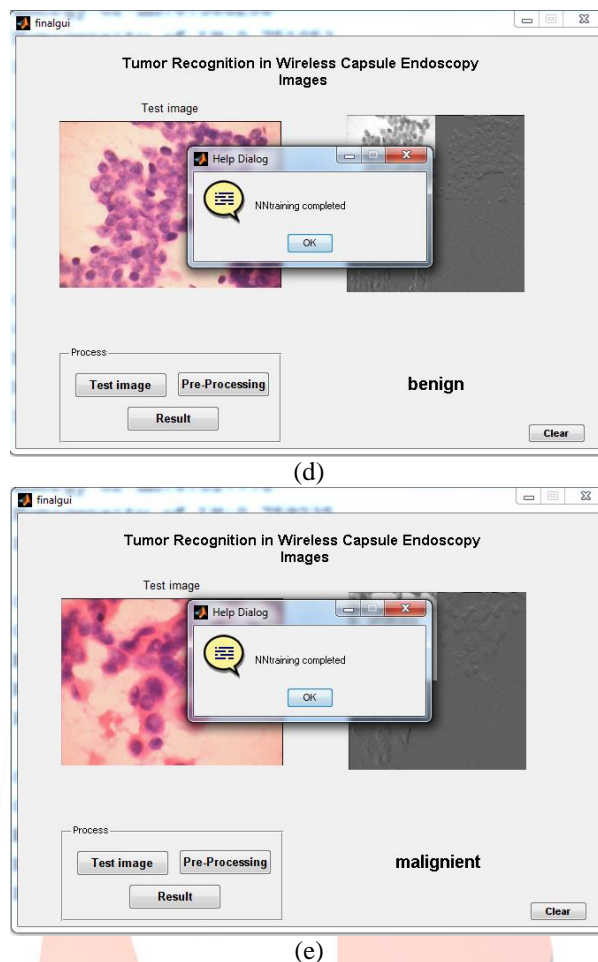 finalgui
Tumor Recognition in Wireless Capsule Endoscopy
Images
Test image
Help Dialog
NNtraining completed
OK
Process
Test image Pre-Processing
Result
benign
Clear
(d)
finalgui
Tumor Recognition in Wireless Capsule Endoscopy
Images
Test image
Help Dialog
NNtraining completed
OK
Process
Test image Pre-Processing
Result
malignient
Clear
(e)